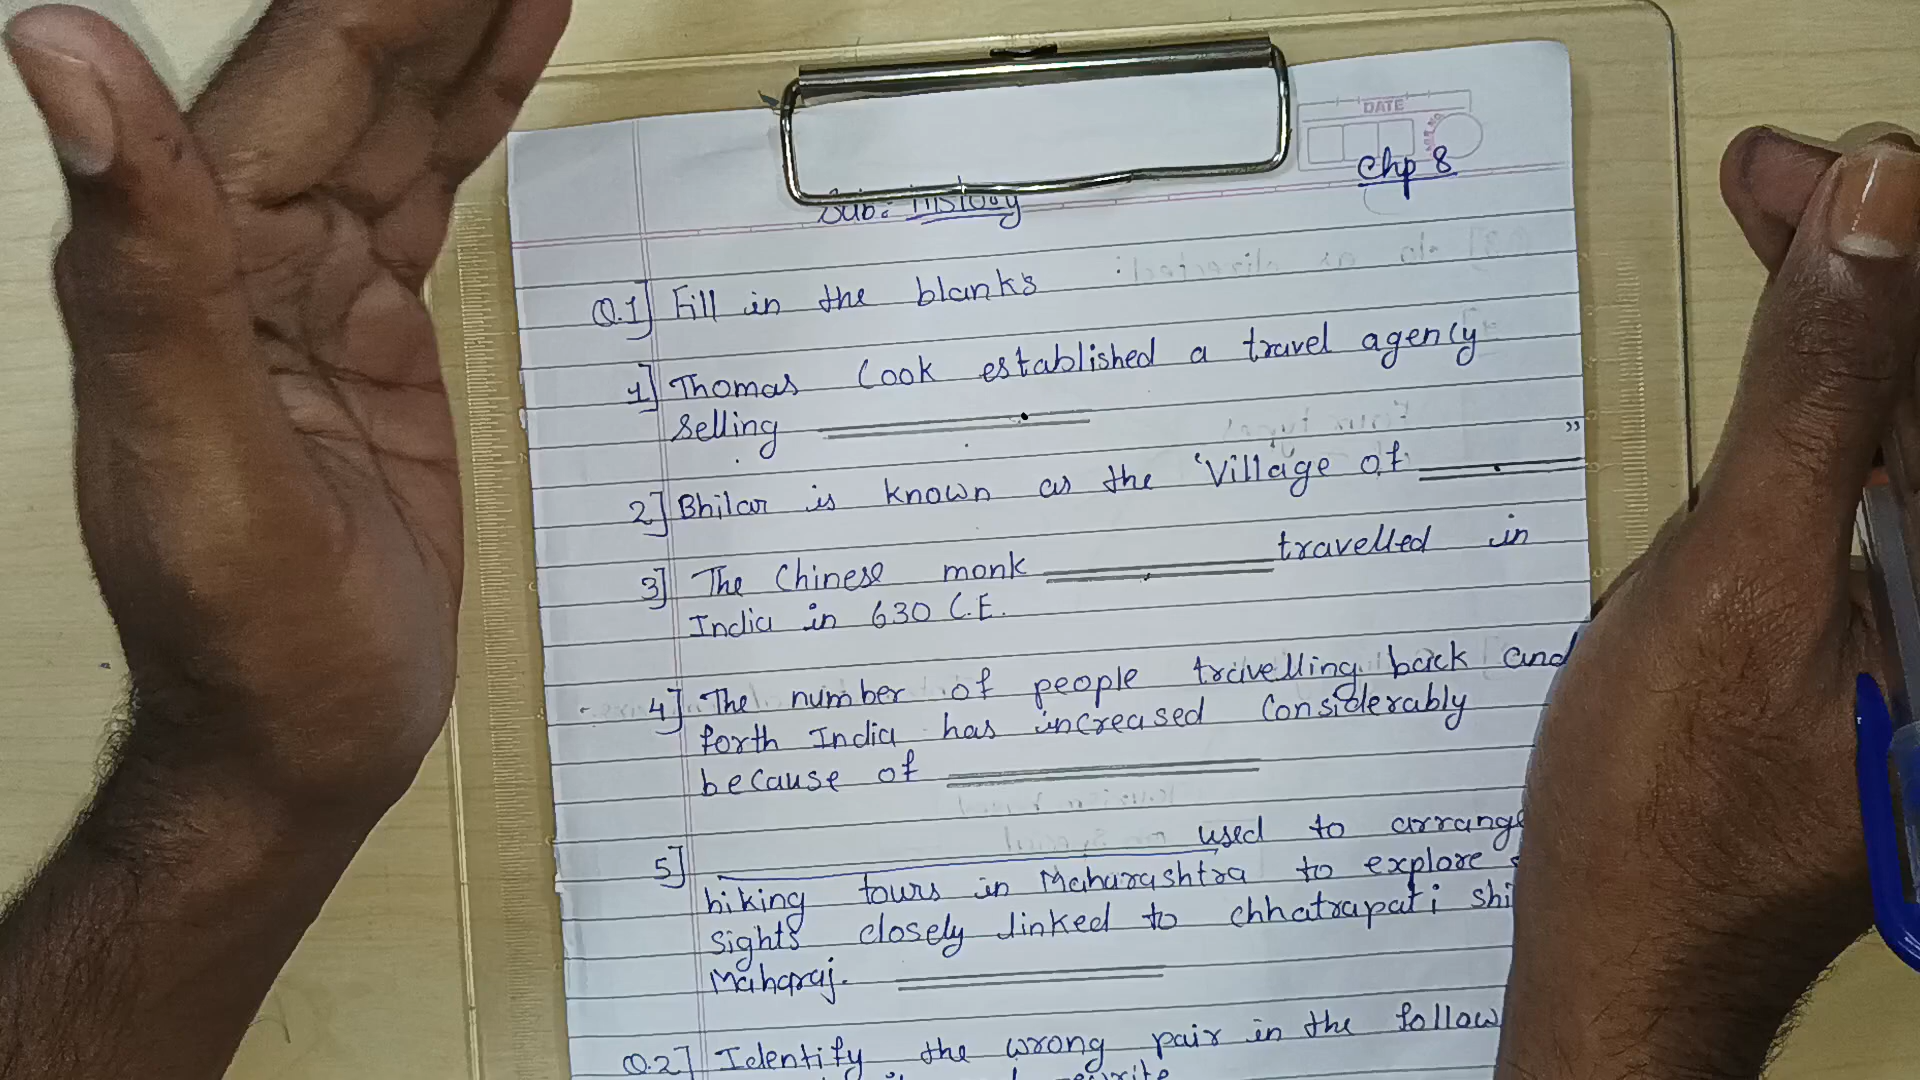 DATE
Chp 8
Sub: History
Q.1] Fill in the blanks
1] Thomas Cook established a travel agency
selling
2] Bhilar is known as the 'Village of ”
3] The Chinese monk travelled in
India in 630 C.E.
4] The number of people travelling back and
forth India has increased considerably
because of
5] used to arrange
hiking tours in Maharashtra to explore
sights closely linked to chhatrapati shi
Maharaj.
Q.2] Identify the wrong pair in the follow